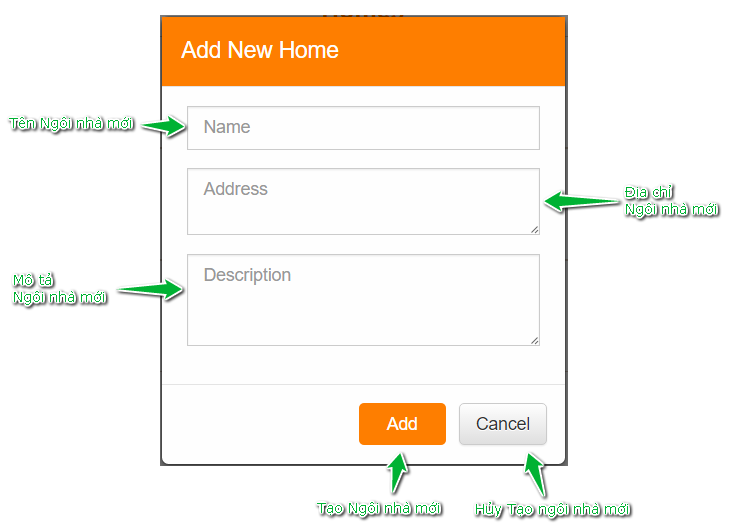 Add New Home
Tên Ngôi nhà mới
Name
Address
Địa chỉ
Ngôi nhà mới
Mô tả
Ngôi nhà mới
Description
Add
Cancel
Tạo Ngôi nhà mới
Hủy Tạo ngôi nhà mới